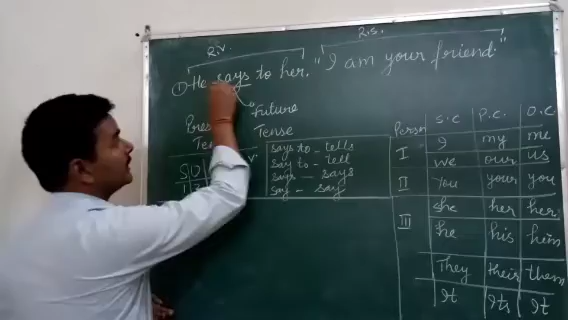 R.V. R.S.
① He says to her. "I am your friend."
Future
Tense
says to - tells
say to - tell
says - says
say - say
Person S.C P.C. O.C
I I my me
we our us
II You your you
III she her her
he his him
They their them
It Its It